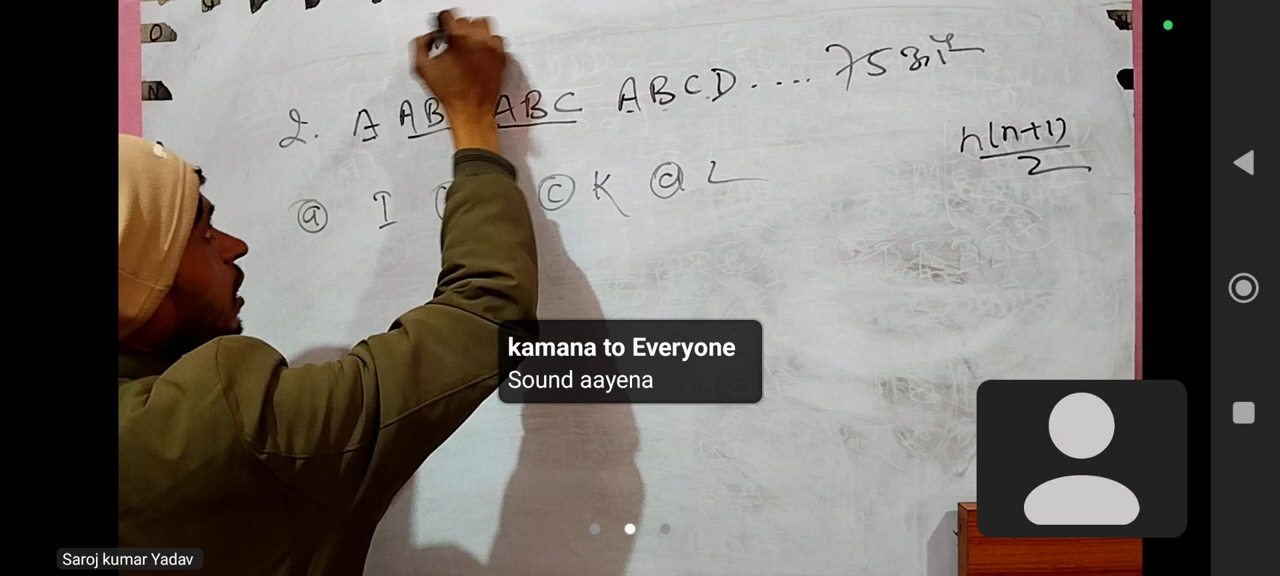 O
N
2. A AB ABC ABCD.... 75 औं
n(n+1)
2
ⓐ I ⓒ K ⓓ L
kamana to Everyone
Sound aayena
Saroj kumar Yadav